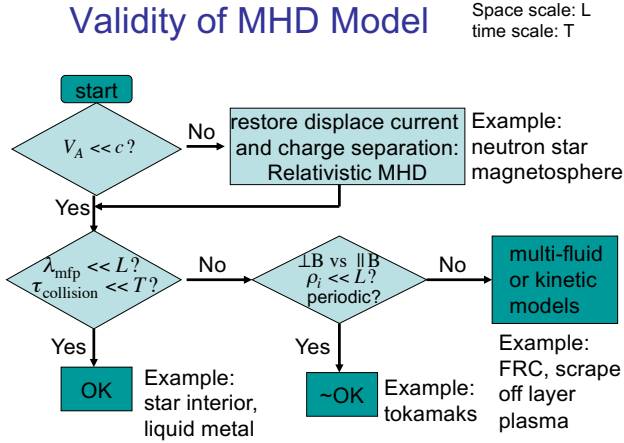 Validity of MHD Model
Space scale: L
time scale: T
start
V_A << c ?
No
restore displace current
and charge separation:
Relativistic MHD
Example:
neutron star
magnetosphere
Yes
λ_mfp << L?
τ_collision << T?
No
⊥B vs ∥B
ρ_i << L?
periodic?
No
multi-fluid
or kinetic
models
Yes
OK
Example:
star interior,
liquid metal
Yes
~OK
Example:
tokamaks
Example:
FRC, scrape
off layer
plasma